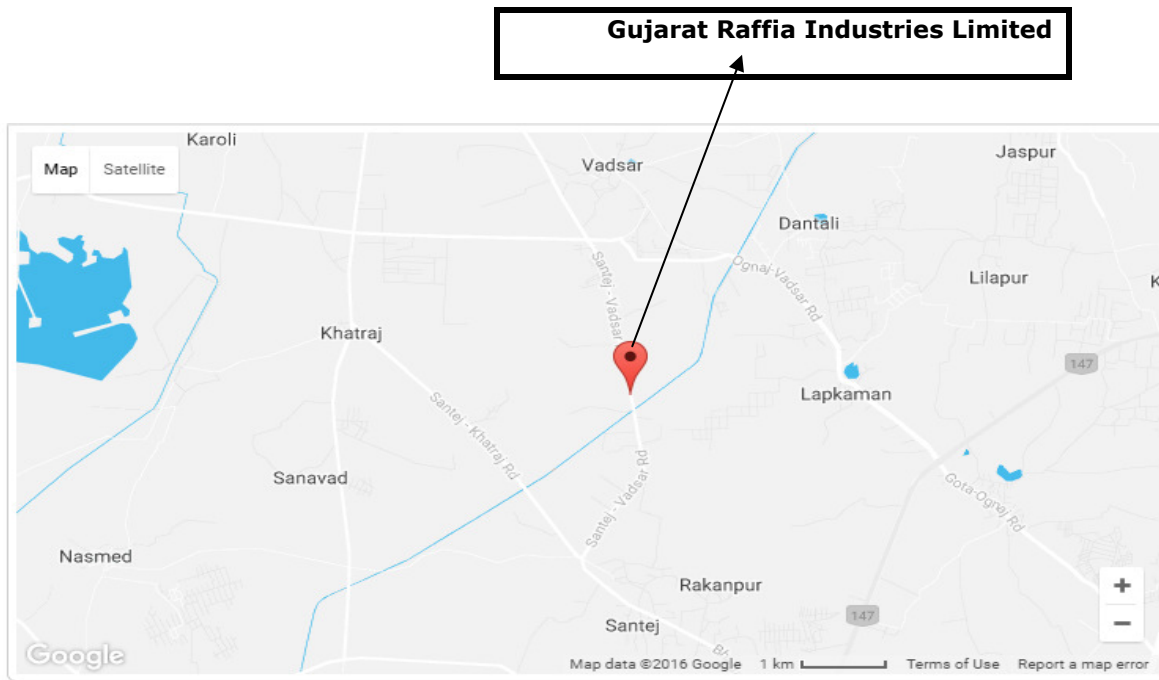 Gujarat Raffia Industries Limited
Karoli
Map Satellite
Vadsar
Jaspur
Dantali
Santej - Vadsar
Ognaj-Vadsar Rd
Lilapur
K
Khatraj
147
Lapkaman
Santej - Khatraj Rd
Santej - Vadsar Rd
Sanavad
Gota-Ognaj Rd
Nasmed
Rakanpur
+
147
Santej
−
Google
Map data ©2016 Google 1 km Terms of Use Report a map error